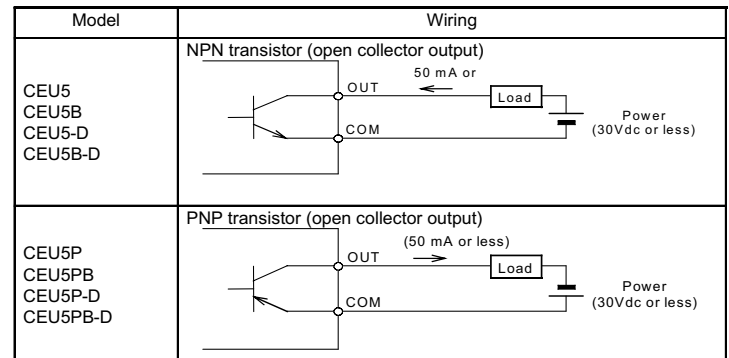 Model Wiring
NPN transistor (open collector output)
CEU5
CEU5B
CEU5-D
CEU5B-D
50 mA or
OUT
Load
COM
Power
(30Vdc or less)
PNP transistor (open collector output)
CEU5P
CEU5PB
CEU5P-D
CEU5PB-D
(50 mA or less)
OUT
Load
COM
Power
(30Vdc or less)